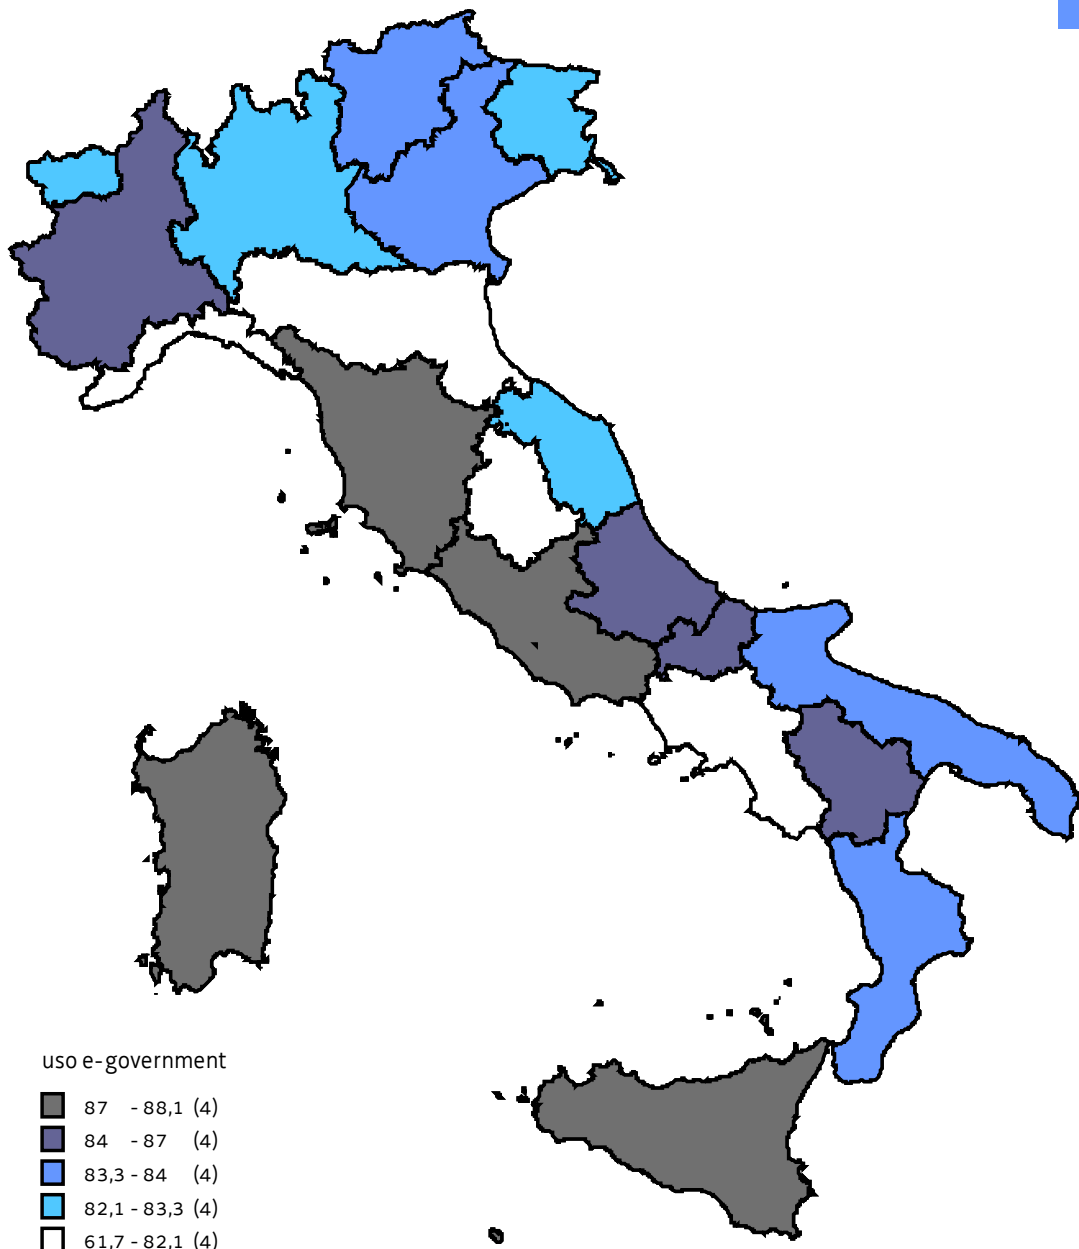 uso e-government
87 - 88,1 (4)
84 - 87 (4)
83,3 - 84 (4)
82,1 - 83,3 (4)
61,7 - 82,1 (4)